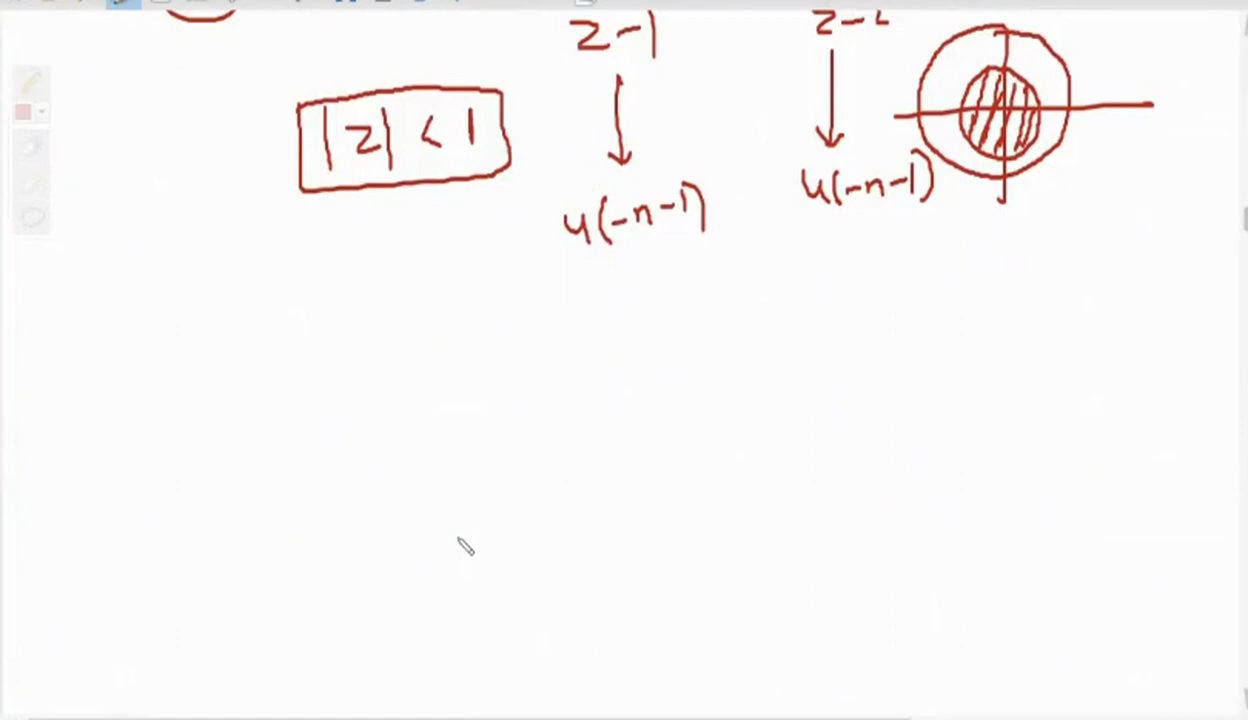 z-1
z-2
|z| < 1
u(-n-1)
u(-n-1)